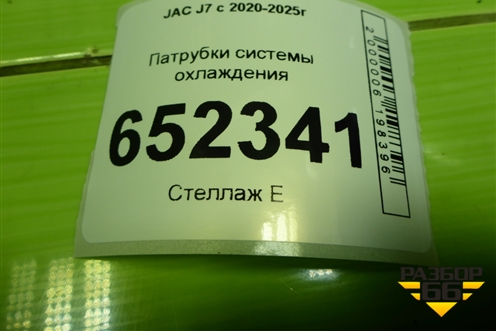 JAC J7 с 2020-2025г
Патрубки системы
охлаждения
652341
Стеллаж Е
2000006198396
РАЗБОР
66